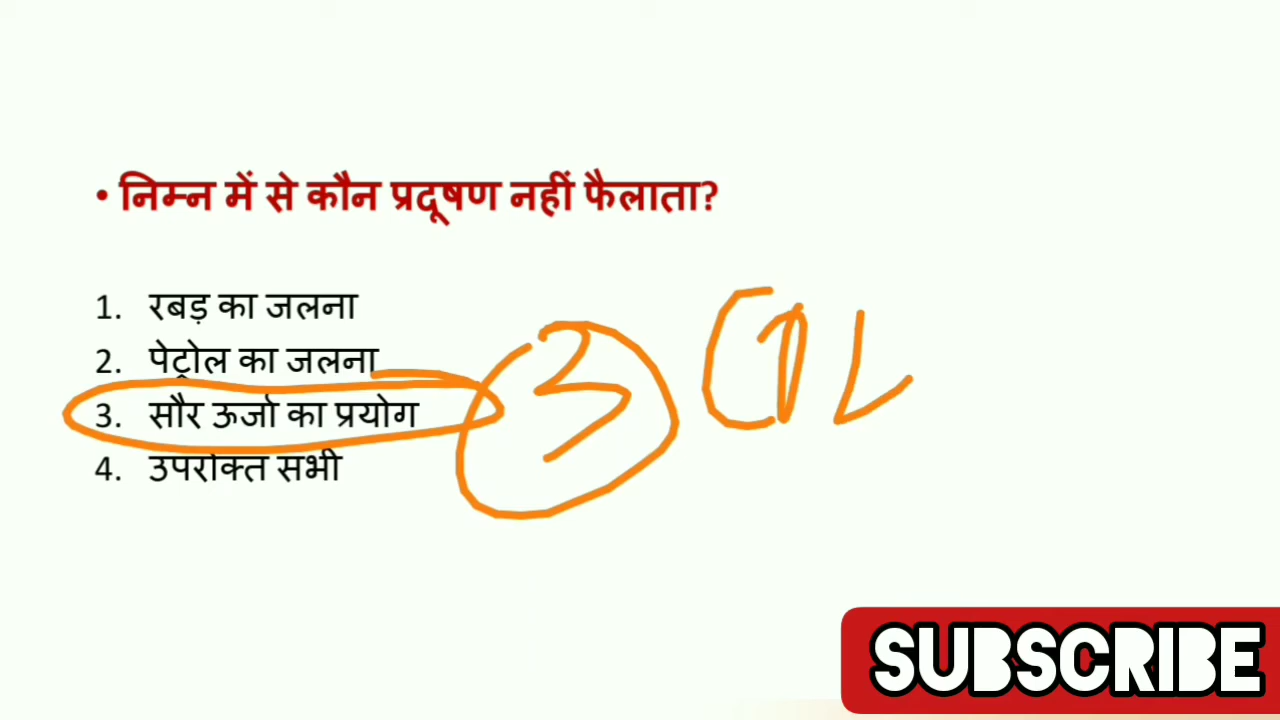 • निम्न में से कौन प्रदूषण नहीं फैलाता?
1. रबड़ का जलना
2. पेट्रोल का जलना
3. सौर ऊर्जा का प्रयोग
4. उपरोक्त सभी
3
SUBSCRIBE